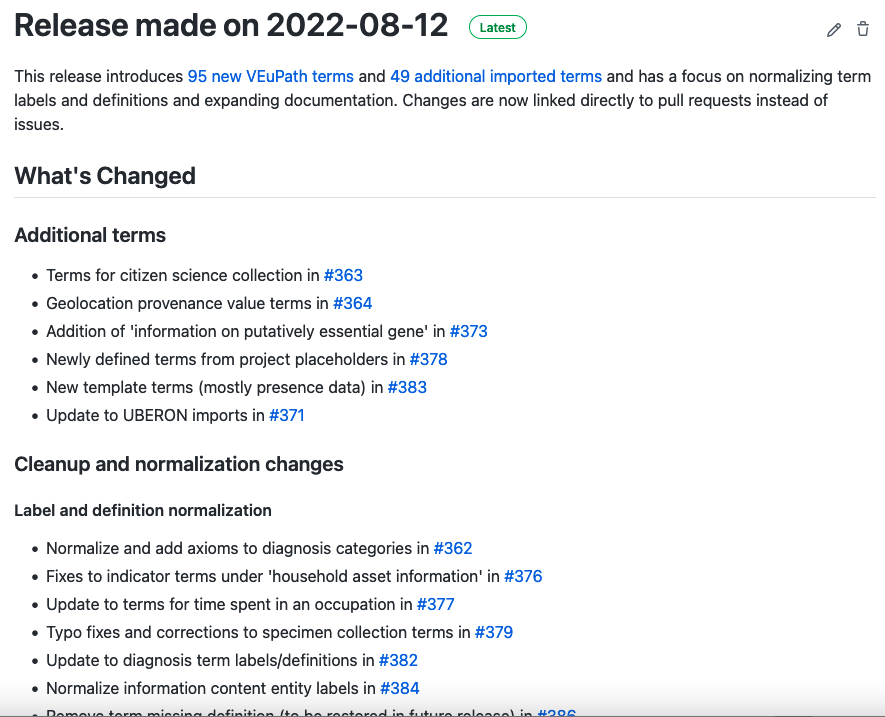 Release made on 2022-08-12 Latest
This release introduces 95 new VEuPath terms and 49 additional imported terms and has a focus on normalizing term
labels and definitions and expanding documentation. Changes are now linked directly to pull requests instead of
issues.
What's Changed
Additional terms
• Terms for citizen science collection in #363
• Geolocation provenance value terms in #364
• Addition of 'information on putatively essential gene' in #373
• Newly defined terms from project placeholders in #378
• New template terms (mostly presence data) in #383
• Update to UBERON imports in #371
Cleanup and normalization changes
Label and definition normalization
• Normalize and add axioms to diagnosis categories in #362
• Fixes to indicator terms under 'household asset information' in #376
• Update to terms for time spent in an occupation in #377
• Typo fixes and corrections to specimen collection terms in #379
• Update to diagnosis term labels/definitions in #382
• Normalize information content entity labels in #384
• Remove term missing definition (to be restored in future release) in #386